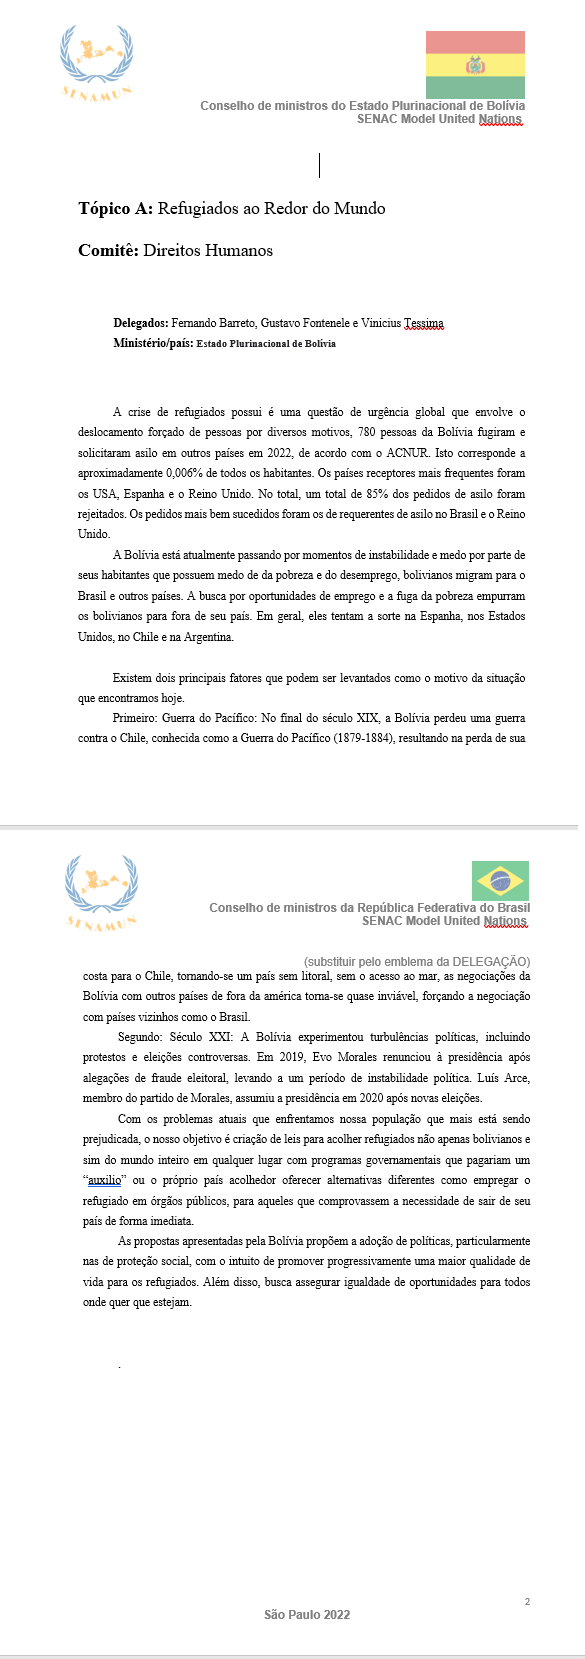 SENAMUN
Conselho de ministros do Estado Plurinacional de Bolívia
SENAC Model United Nations
Tópico A: Refugiados ao Redor do Mundo
Comitê: Direitos Humanos
Delegados: Fernando Barreto, Gustavo Fontenele e Vinicius Tessima
Ministério/país: Estado Plurinacional de Bolívia
A crise de refugiados possui é uma questão de urgência global que envolve o
deslocamento forçado de pessoas por diversos motivos, 780 pessoas da Bolívia fugiram e
solicitaram asilo em outros países em 2022, de acordo com o ACNUR. Isto corresponde a
aproximadamente 0,006% de todos os habitantes. Os países receptores mais frequentes foram
os USA, Espanha e o Reino Unido. No total, um total de 85% dos pedidos de asilo foram
rejeitados. Os pedidos mais bem sucedidos foram os de requerentes de asilo no Brasil e o Reino
Unido.
A Bolívia está atualmente passando por momentos de instabilidade e medo por parte de
seus habitantes que possuem medo de da pobreza e do desemprego, bolivianos migram para o
Brasil e outros países. A busca por oportunidades de emprego e a fuga da pobreza empurram
os bolivianos para fora de seu país. Em geral, eles tentam a sorte na Espanha, nos Estados
Unidos, no Chile e na Argentina.
Existem dois principais fatores que podem ser levantados como o motivo da situação
que encontramos hoje.
Primeiro: Guerra do Pacífico: No final do século XIX, a Bolívia perdeu uma guerra
contra o Chile, conhecida como a Guerra do Pacífico (1879-1884), resultando na perda de sua
SENAMUN
Conselho de ministros da República Federativa do Brasil
SENAC Model United Nations
(substituir pelo emblema da DELEGAÇÃO)
costa para o Chile, tornando-se um país sem litoral, sem o acesso ao mar, as negociações da
Bolívia com outros países de fora da américa torna-se quase inviável, forçando a negociação
com países vizinhos como o Brasil.
Segundo: Século XXI: A Bolívia experimentou turbulências políticas, incluindo
protestos e eleições controversas. Em 2019, Evo Morales renunciou à presidência após
alegações de fraude eleitoral, levando a um período de instabilidade política. Luís Arce,
membro do partido de Morales, assumiu a presidência em 2020 após novas eleições.
Com os problemas atuais que enfrentamos nossa população que mais está sendo
prejudicada, o nosso objetivo é criação de leis para acolher refugiados não apenas bolivianos e
sim do mundo inteiro em qualquer lugar com programas governamentais que pagariam um
“auxilio” ou o próprio país acolhedor oferecer alternativas diferentes como empregar o
refugiado em órgãos públicos, para aqueles que comprovassem a necessidade de sair de seu
país de forma imediata.
As propostas apresentadas pela Bolívia propõem a adoção de políticas, particularmente
nas de proteção social, com o intuito de promover progressivamente uma maior qualidade de
vida para os refugiados. Além disso, busca assegurar igualdade de oportunidades para todos
onde quer que estejam.
.
2
São Paulo 2022